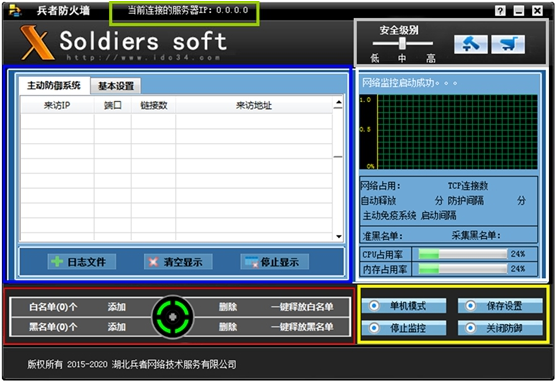 兵者防火墙 当前连接的服务器IP: 0.0.0.0
X Soldiers soft
http://www.idc34.com
安全级别
低 中 高
主动防御系统 基本设置
来访IP 端口 链接数 来访地址
日志文件 清空显示 停止显示
网络监控启动成功。。。
1.0
0.5
0%
网络占用: TCP连接数
自动释放 分 防护间隔 分
主动免疫系统 启动间隔
准黑名单: 采集黑名单:
CPU占用率 24%
内存占用率 24%
白名单(0)个 添加 删除 一键释放白名单
黑名单(0)个 添加 删除 一键释放黑名单
单机模式 保存设置
停止监控 关闭防御
版权所有 2015-2020 湖北兵者网络技术服务有限公司